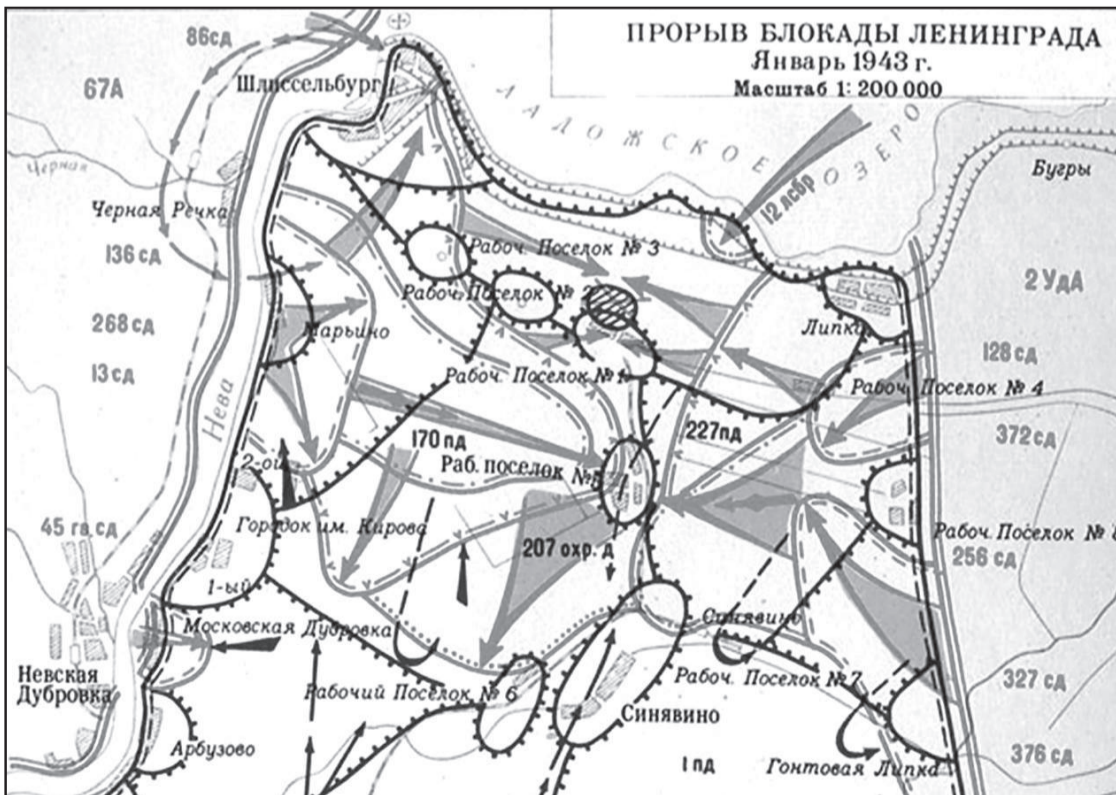 ПРОРЫВ БЛОКАДЫ ЛЕНИНГРАДА
Январь 1943 г.
Масштаб 1: 200 000
86сд
67А
Шлиссельбург
ЛАДОЖСКОЕ
ОЗЕРО
12 лсбр
Бугры
Черная
Черная Речка
Рабоч. Поселок № 3
136 сд
2 УдА
268 сд
Марьино
Липка
13 сд
128 сд
Рабоч. Поселок № 1
Рабоч. Поселок № 4
Нева
170 пд
227пд
372 сд
2-ой
Раб. поселок №5
Городок им. Кирова
45 гв. сд
207 охр. д
Рабоч. Поселок № 8
256 сд
1-ый
Московская Дубровка
Синявино
Невская
Дубровка
Рабочий Поселок № 6
Рабоч. Поселок № 7
327 сд
Синявино
Арбузово
1 пд
Гонтовая Липка
376 сд